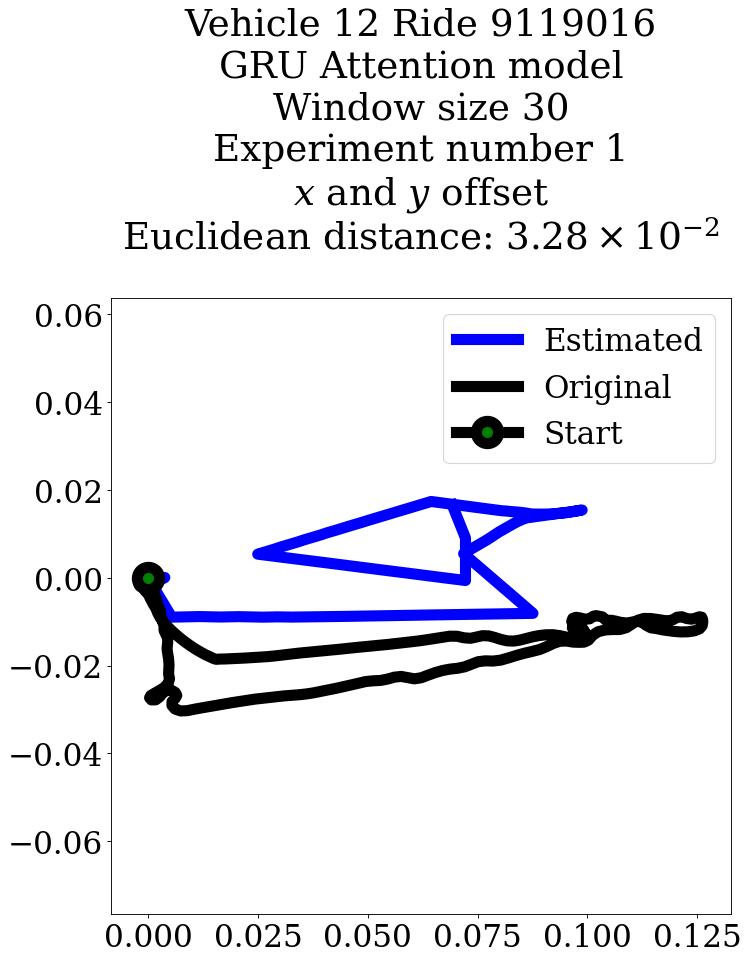 Vehicle 12 Ride 9119016
GRU Attention model
Window size 30
Experiment number 1
x and y offset
Euclidean distance: 3.28 × 10⁻²
0.06
0.04
0.02
0.00
−0.02
−0.04
−0.06
Estimated
Original
Start
0.000 0.025 0.050 0.075 0.100 0.125